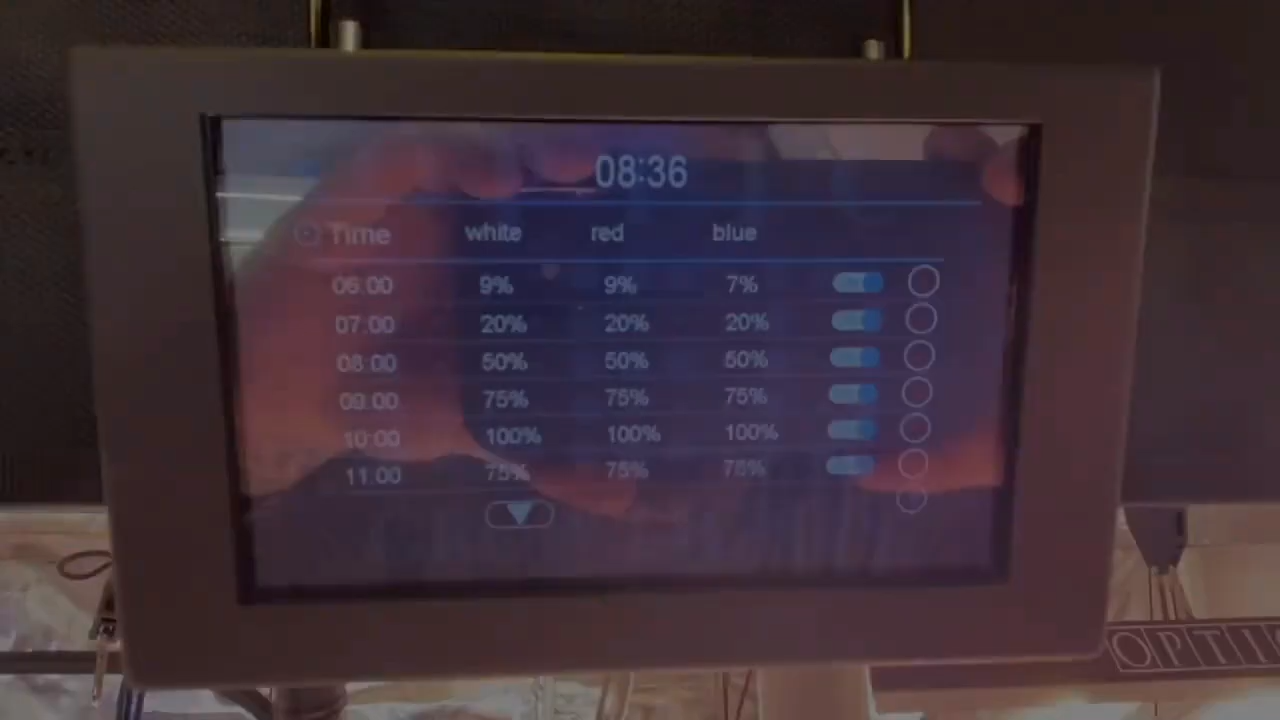 08:36
Time white red blue
06:00 9% 9% 7%
07:00 20% 20% 20%
08:00 50% 50% 50%
09:00 75% 75% 75%
10:00 100% 100% 100%
11:00 75% 75% 75%
OPTI